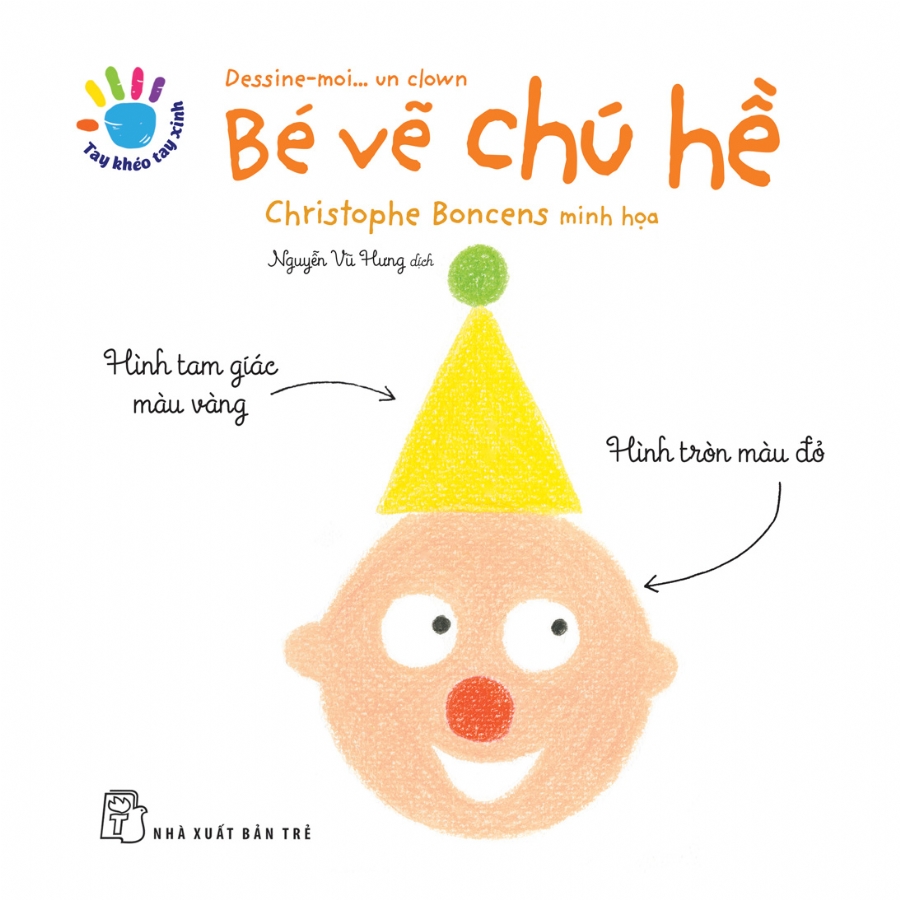 Dessine-moi... un clown
Bé vẽ chú hề
Tay khéo tay xinh
Christophe Boncens minh họa
Nguyễn Vũ Hưng dịch
Hình tam gíác
màu vàng
Hình tròn màu đỏ
T
NHÀ XUẤT BẢN TRẺ